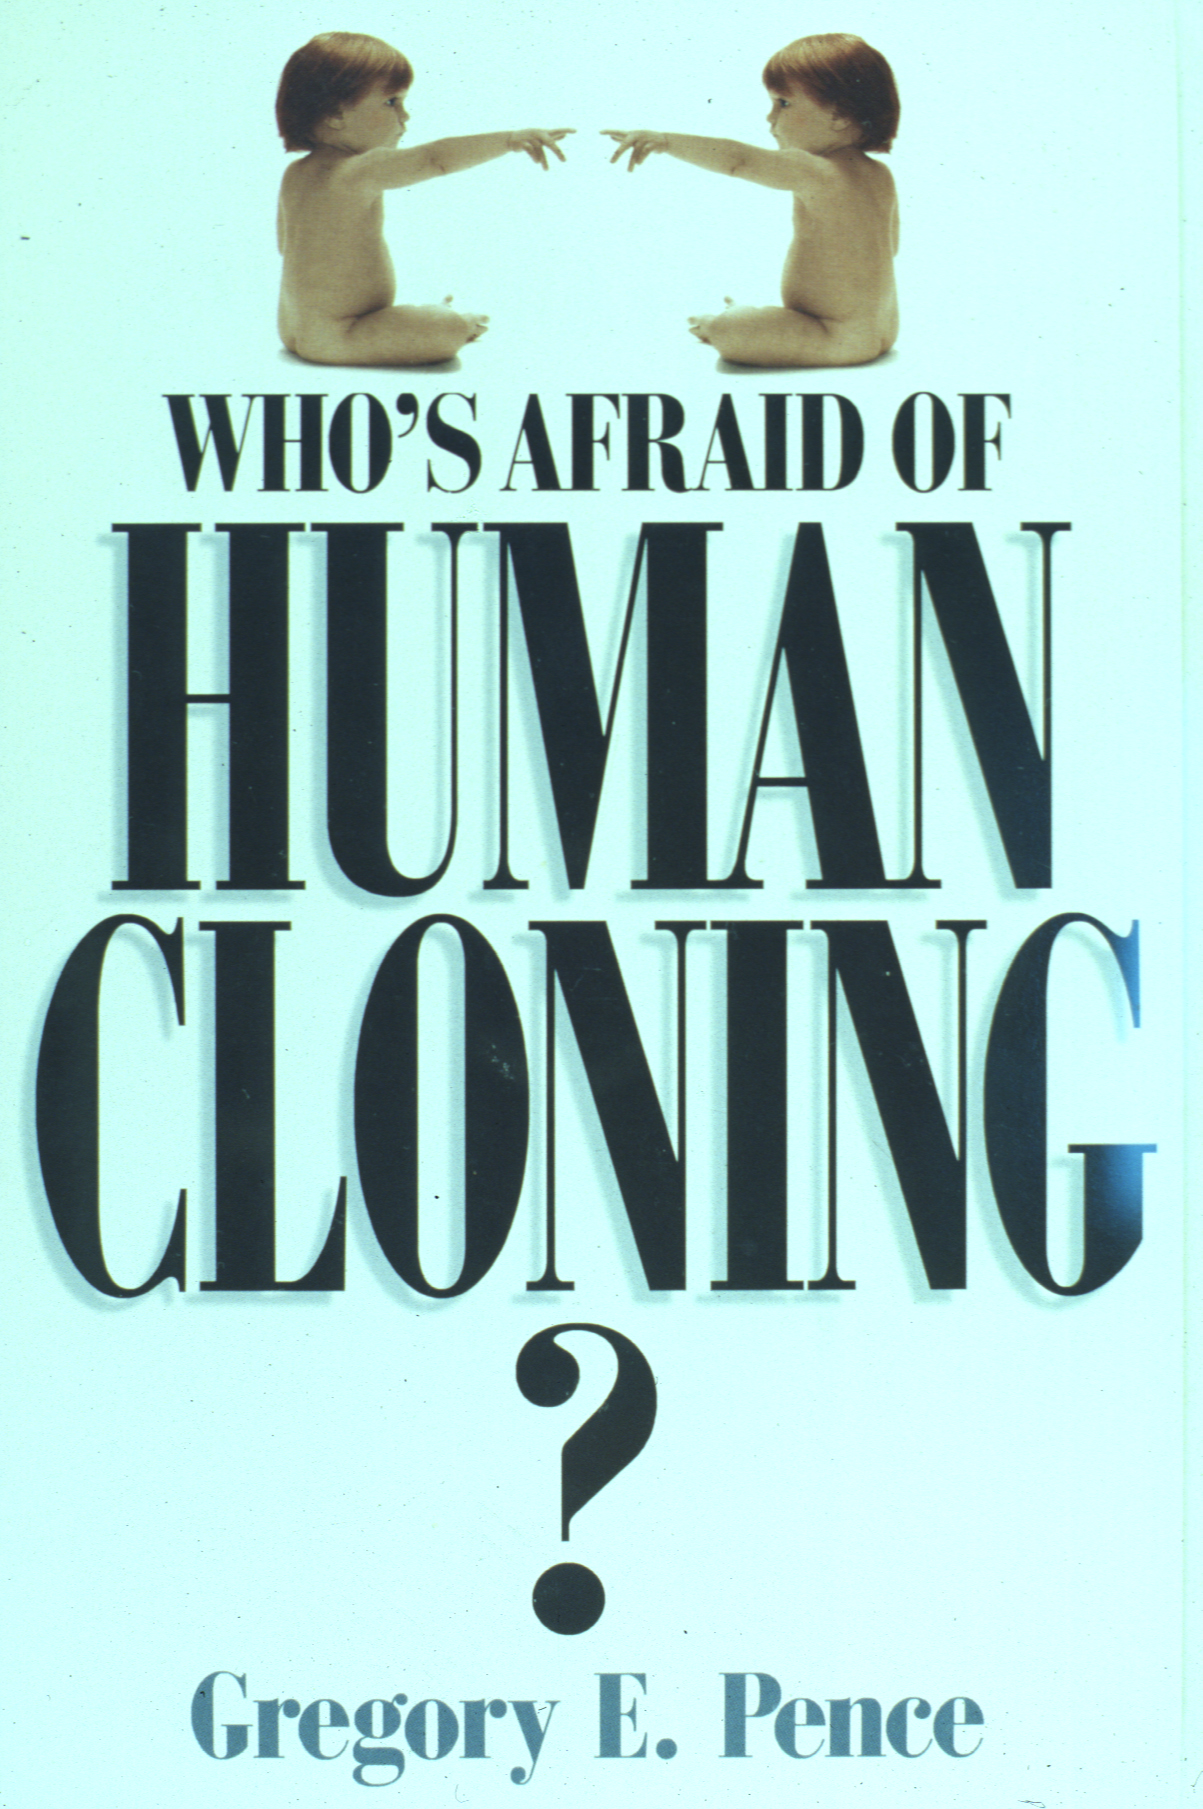 WHO'S AFRAID OF
HUMAN
CLONING
?
Gregory E. Pence